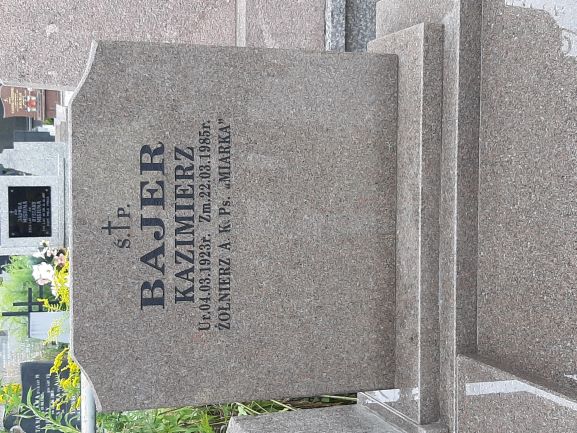 Ś.†P.
BAJER
KAZIMIERZ
Ur.04.03.1923r. Zm.22.03.1985r.
ŻOŁNIERZ A. K. Ps. „MIARKA"